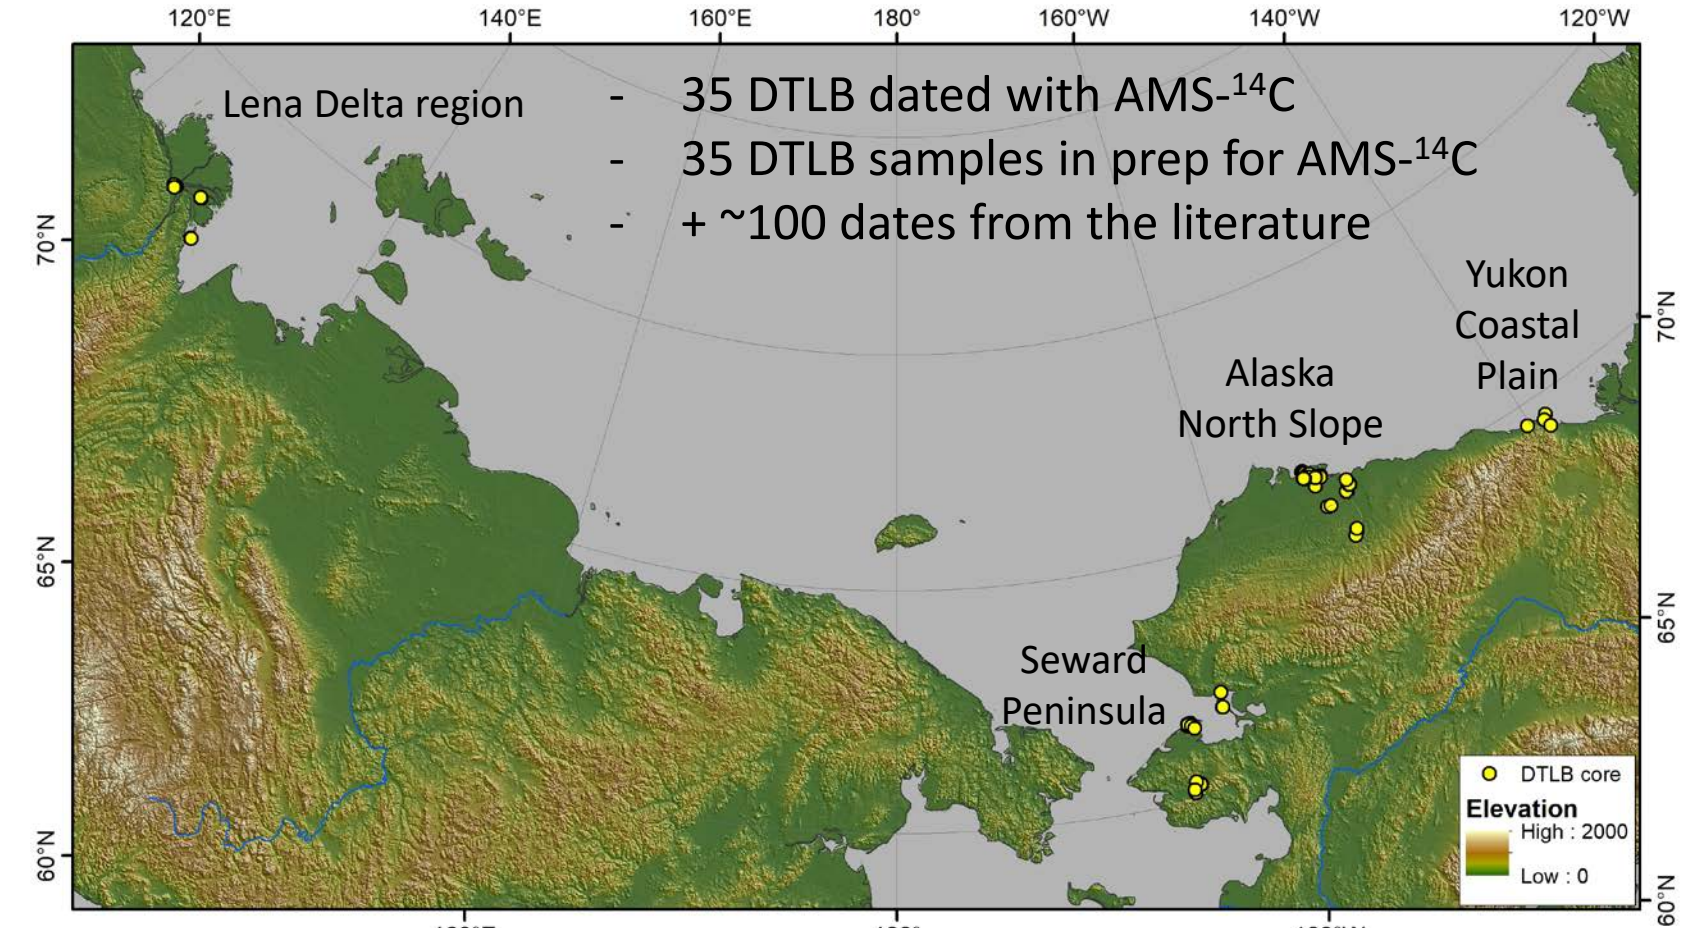 120°E 140°E 160°E 180° 160°W 140°W 120°W
Lena Delta region
- 35 DTLB dated with AMS-¹⁴C
- 35 DTLB samples in prep for AMS-¹⁴C
- + ~100 dates from the literature
70°N
70°N
Yukon
Coastal
Plain
Alaska
North Slope
65°N
65°N
Seward
Peninsula
DTLB core
Elevation
High : 2000
Low : 0
60°N
60°N